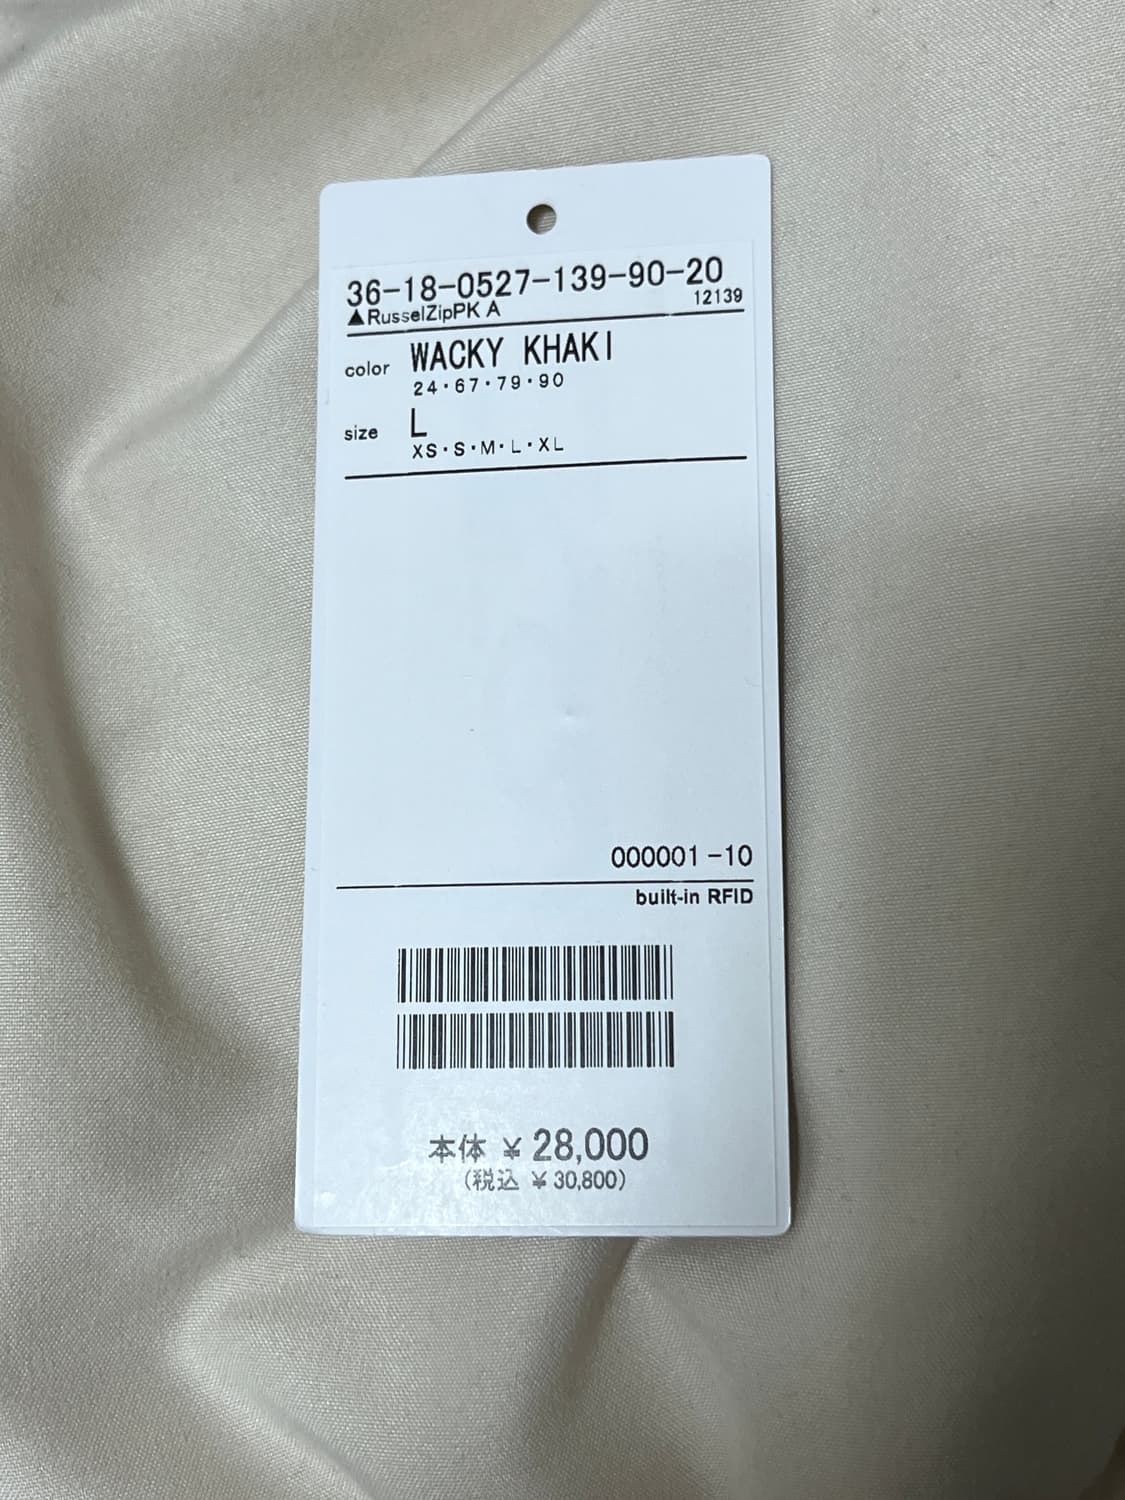 36-18-0527-139-90-20
▲RusselZipPK A 12139
color WACKY KHAKI
24・67・79・90
size L
XS・S・M・L・XL
000001-10
built-in RFID
本体 ¥28,000
(税込 ¥30,800)